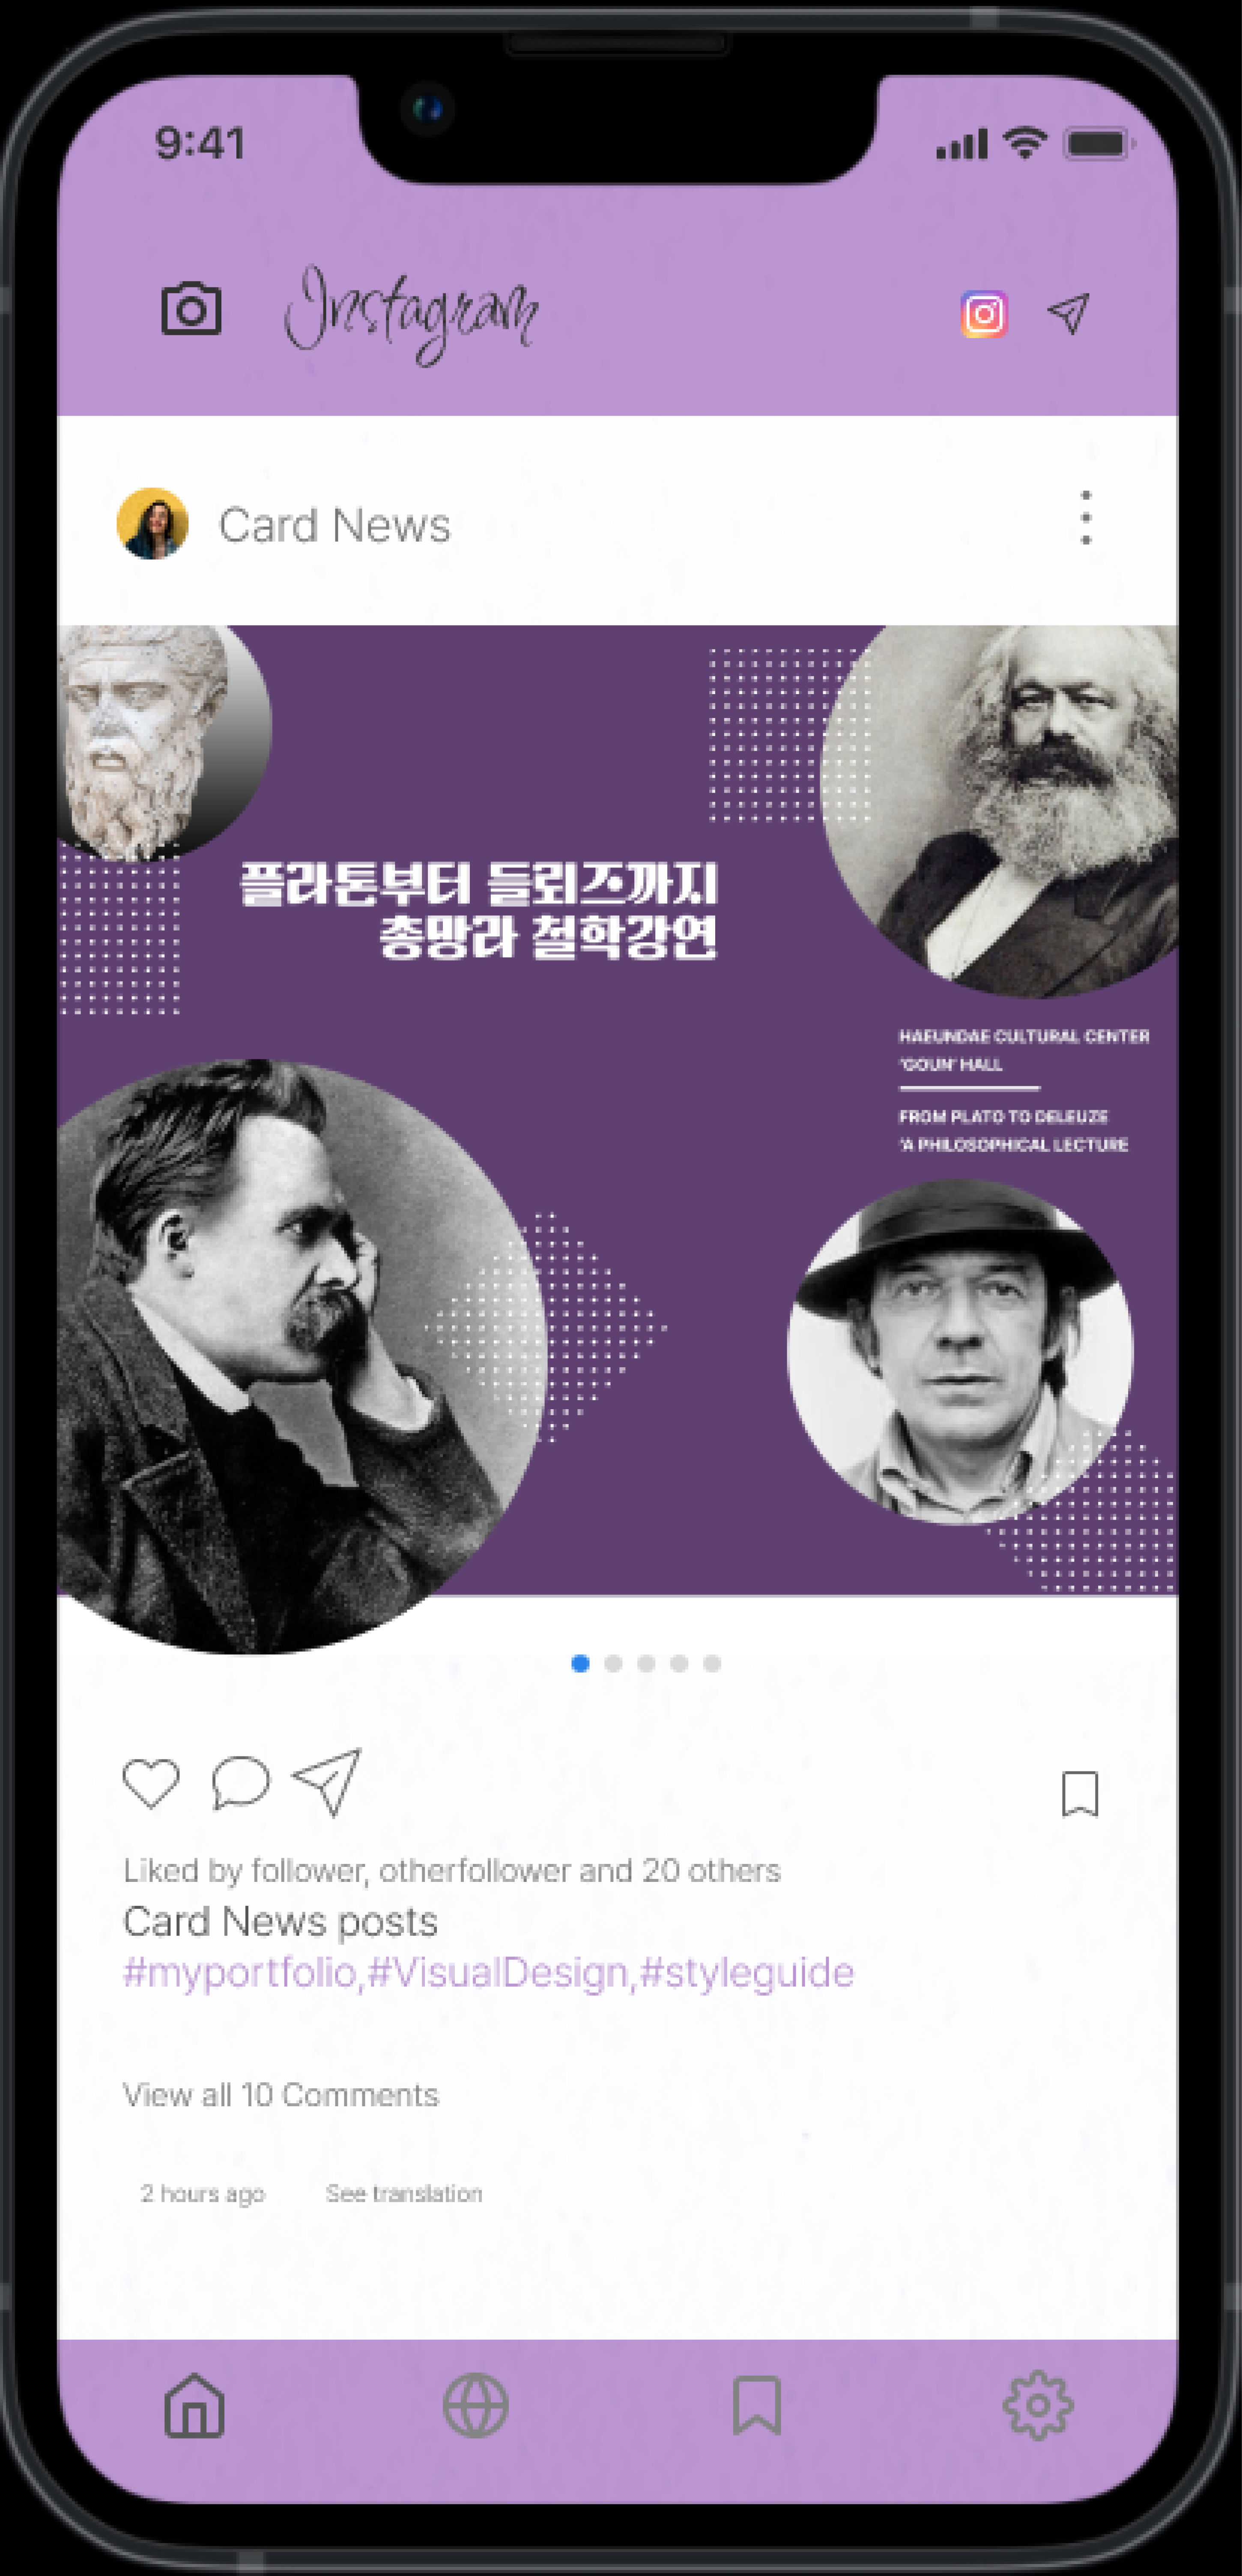 9:41
Instagram
Card News
플라톤부터 들뢰즈까지
총망라 철학강연
HAEUNDAE CULTURAL CENTER
'GOUN' HALL
FROM PLATO TO DELEUZE
'A PHILOSOPHICAL LECTURE
Liked by follower, otherfollower and 20 others
Card News posts
#myportfolio,#VisualDesign,#styleguide
View all 10 Comments
2 hours ago See translation